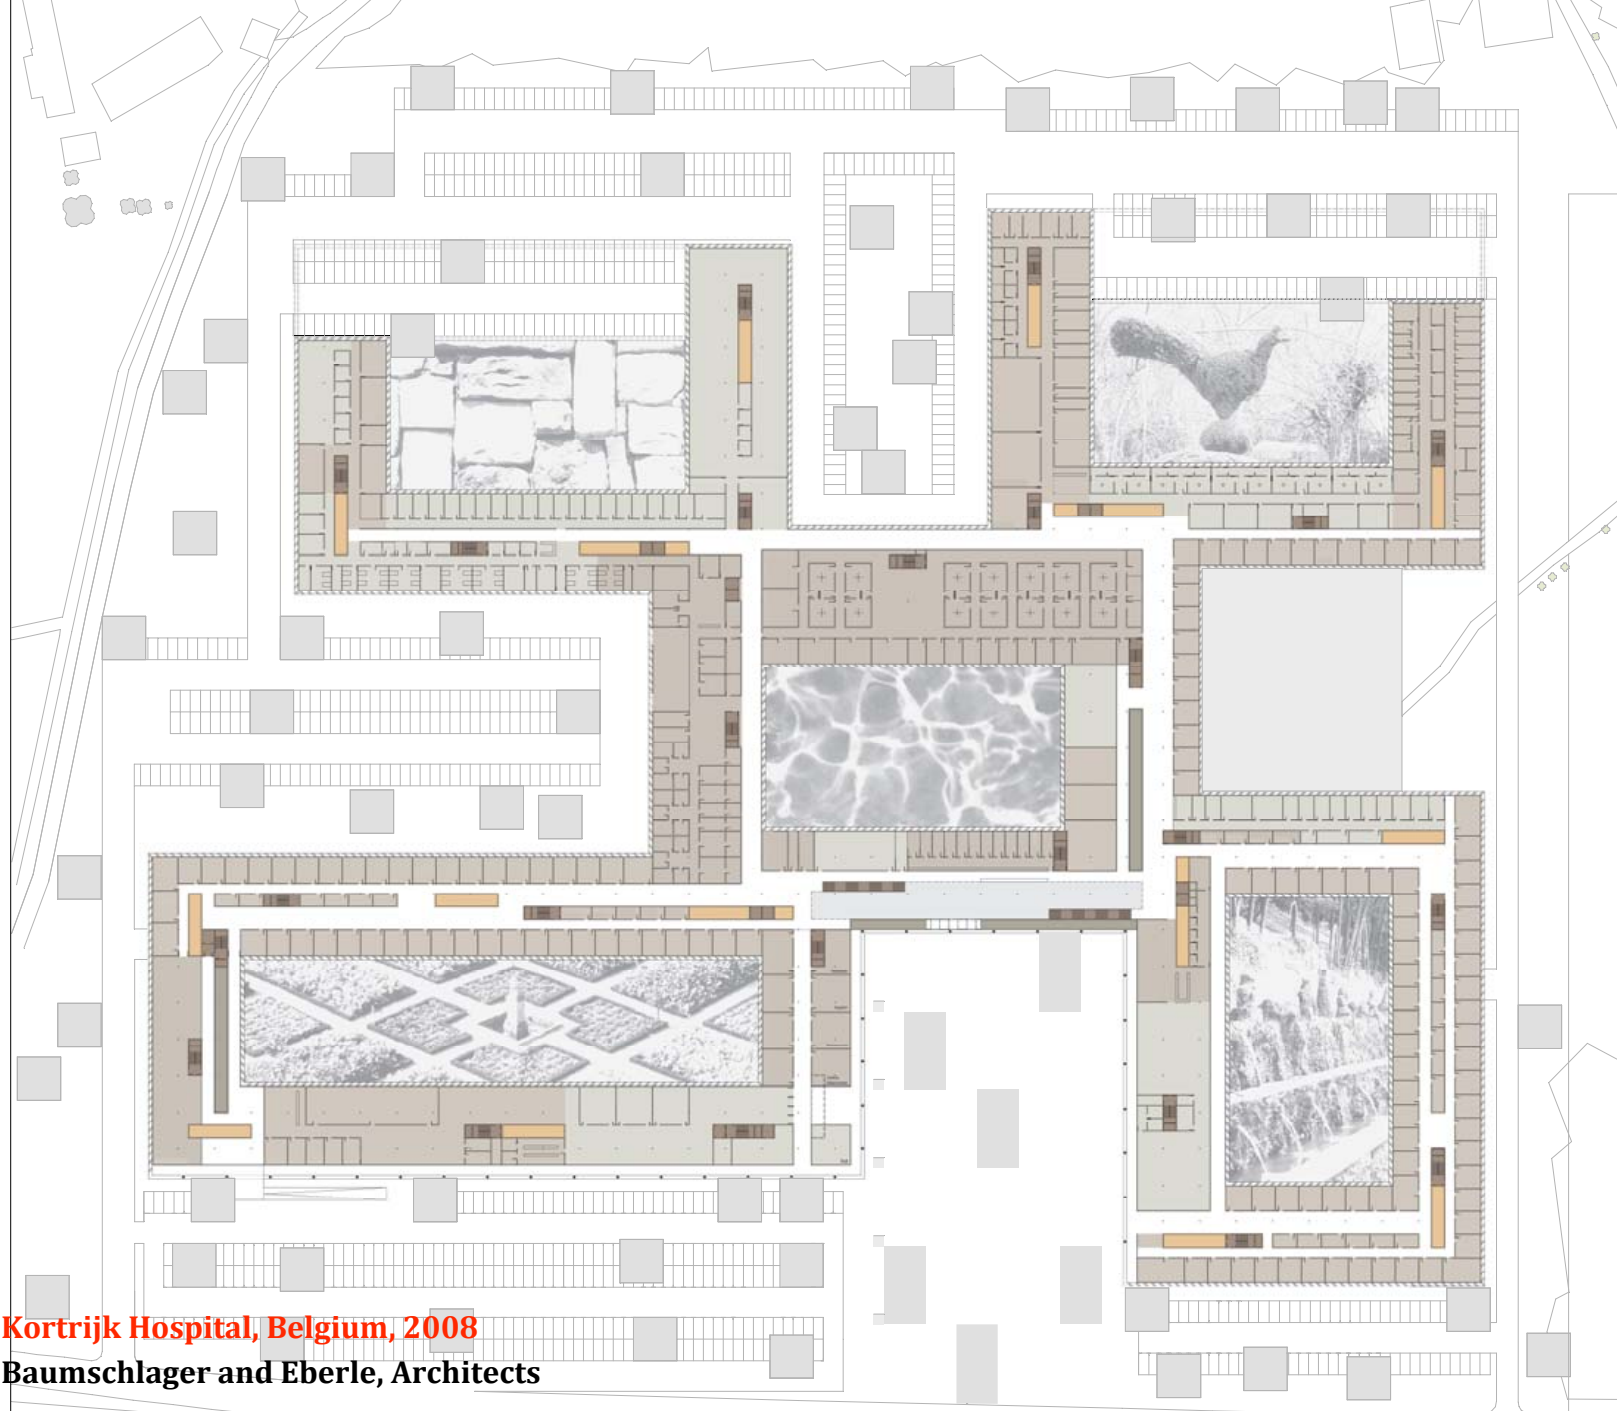 Kortrijk Hospital, Belgium, 2008
Baumschlager and Eberle, Architects